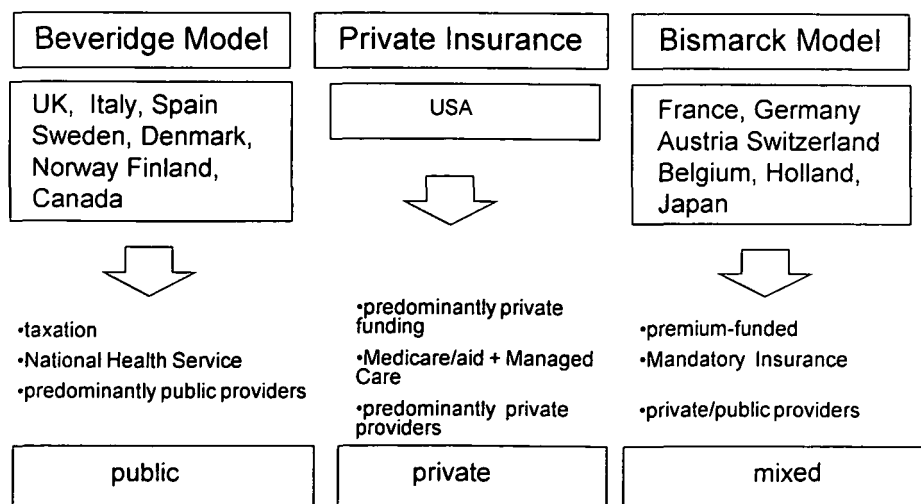 Beveridge Model
UK, Italy, Spain
Sweden, Denmark,
Norway Finland,
Canada
•taxation
•National Health Service
•predominantly public providers
public
Private Insurance
USA
•predominantly private
funding
•Medicare/aid + Managed
Care
•predominantly private
providers
private
Bismarck Model
France, Germany
Austria Switzerland
Belgium, Holland,
Japan
•premium-funded
•Mandatory Insurance
•private/public providers
mixed